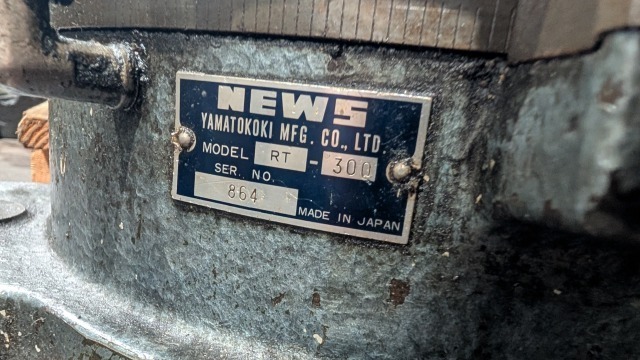 NEWS
YAMATOKOKI MFG. CO., LTD.
MODEL RT - 300
SER. NO.
864
MADE IN JAPAN